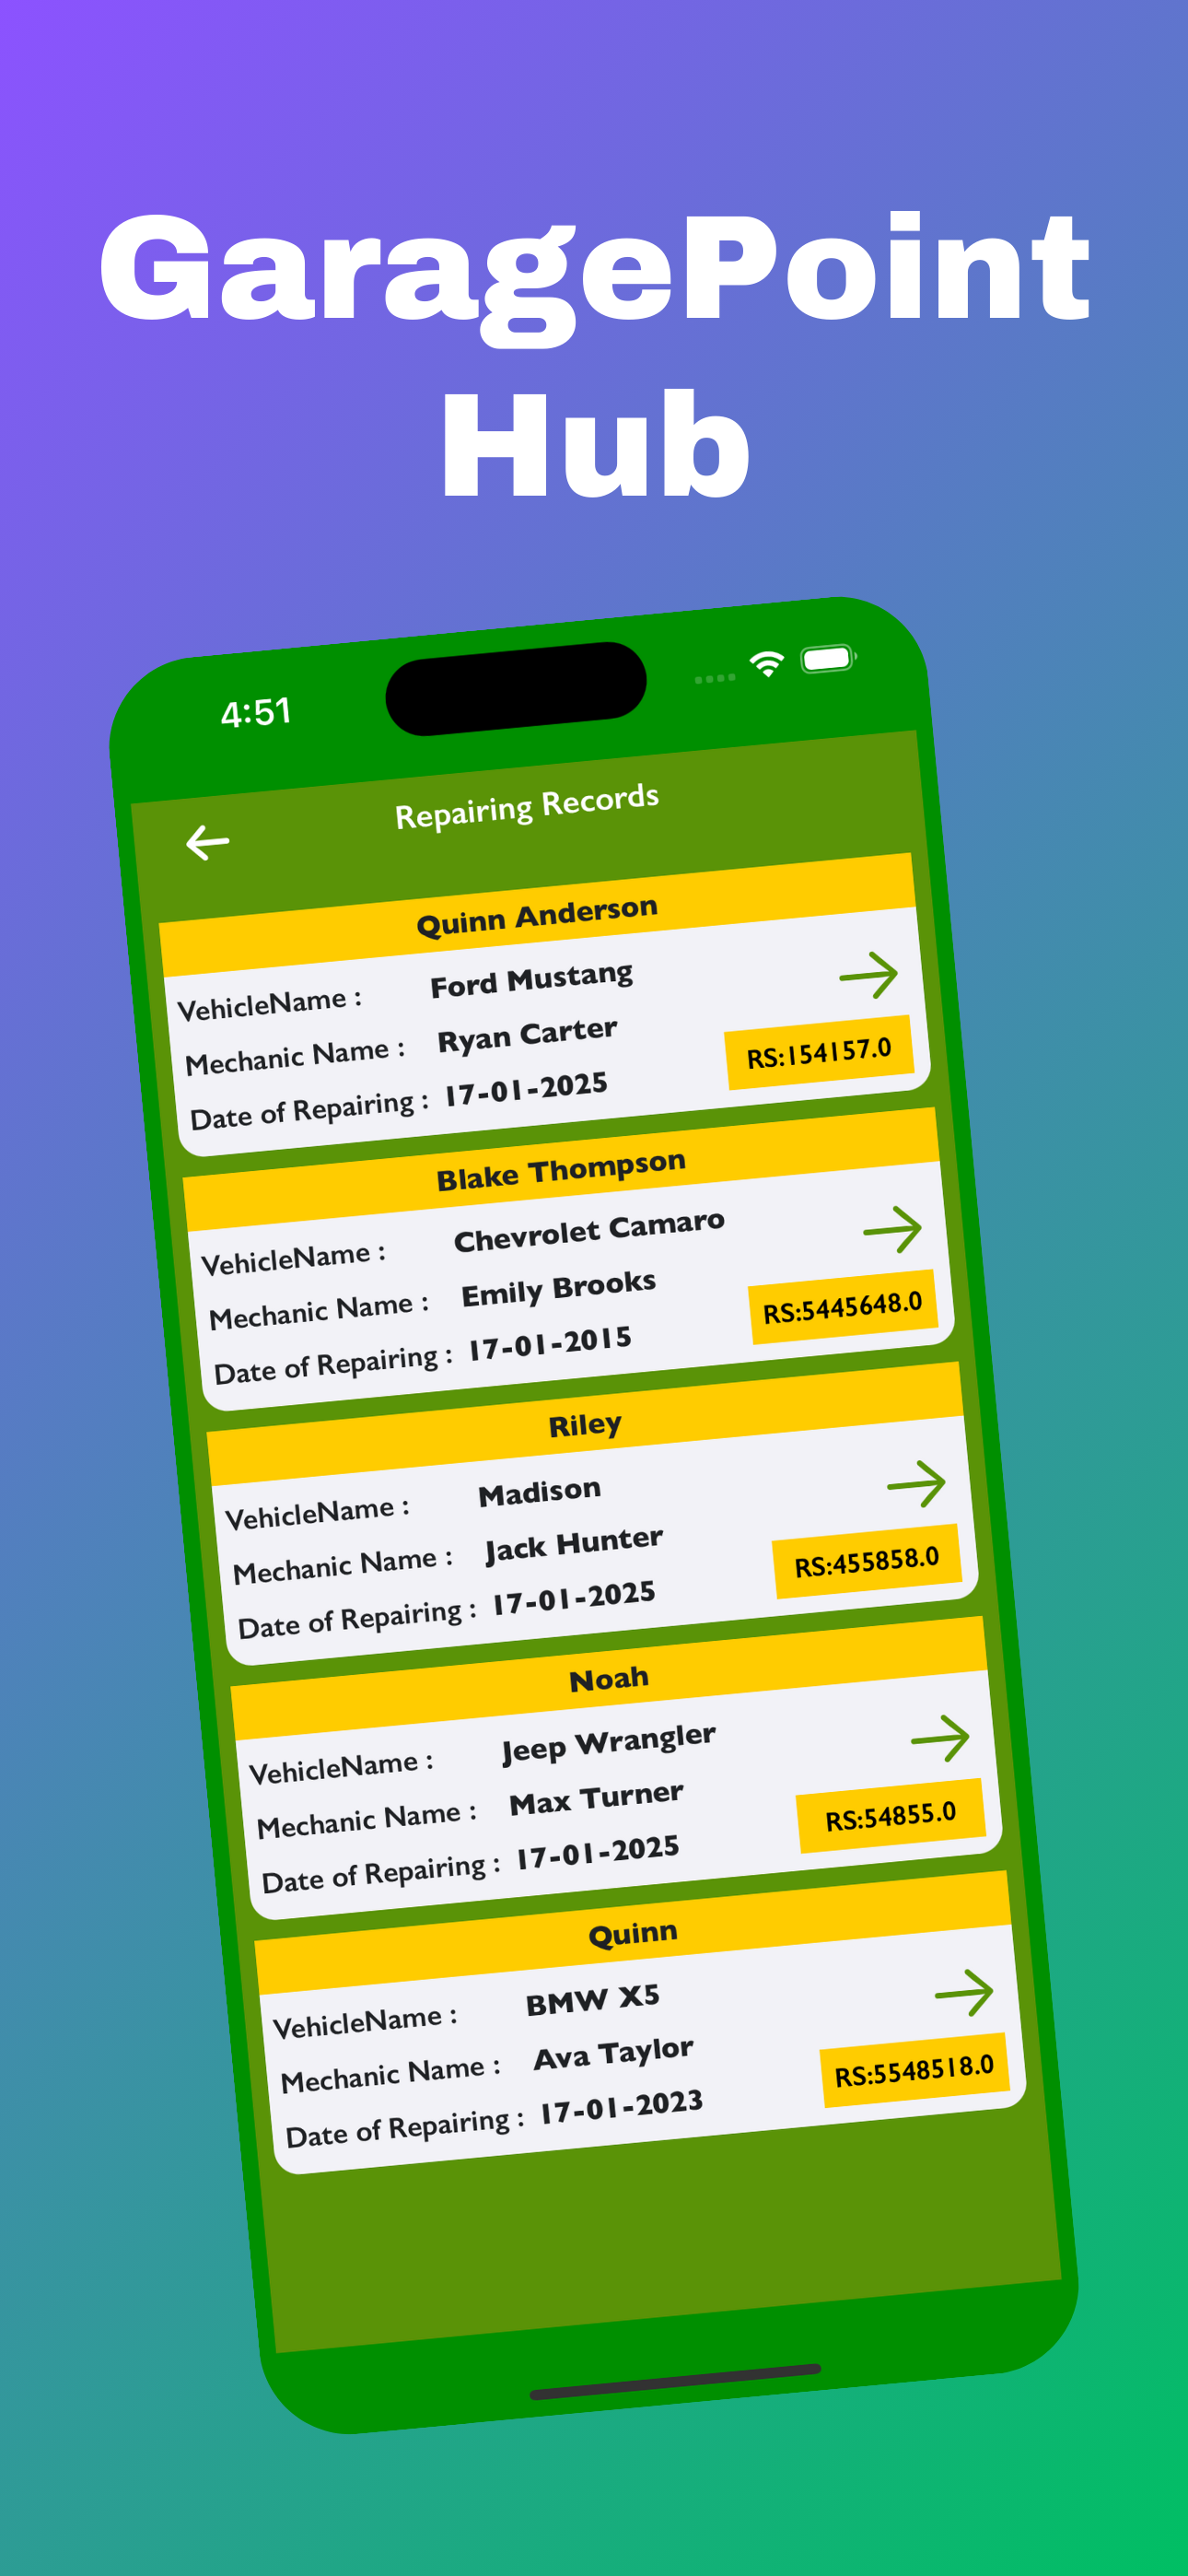 GaragePoint
Hub
4:51
Repairing Records
Quinn Anderson
VehicleName : Ford Mustang
Mechanic Name : Ryan Carter
Date of Repairing : 17-01-2025
RS:154157.0
Blake Thompson
VehicleName : Chevrolet Camaro
Mechanic Name : Emily Brooks
Date of Repairing : 17-01-2015
RS:5445648.0
Riley
VehicleName : Madison
Mechanic Name : Jack Hunter
Date of Repairing : 17-01-2025
RS:455858.0
Noah
VehicleName : Jeep Wrangler
Mechanic Name : Max Turner
Date of Repairing : 17-01-2025
RS:54855.0
Quinn
VehicleName : BMW X5
Mechanic Name : Ava Taylor
Date of Repairing : 17-01-2023
RS:5548518.0